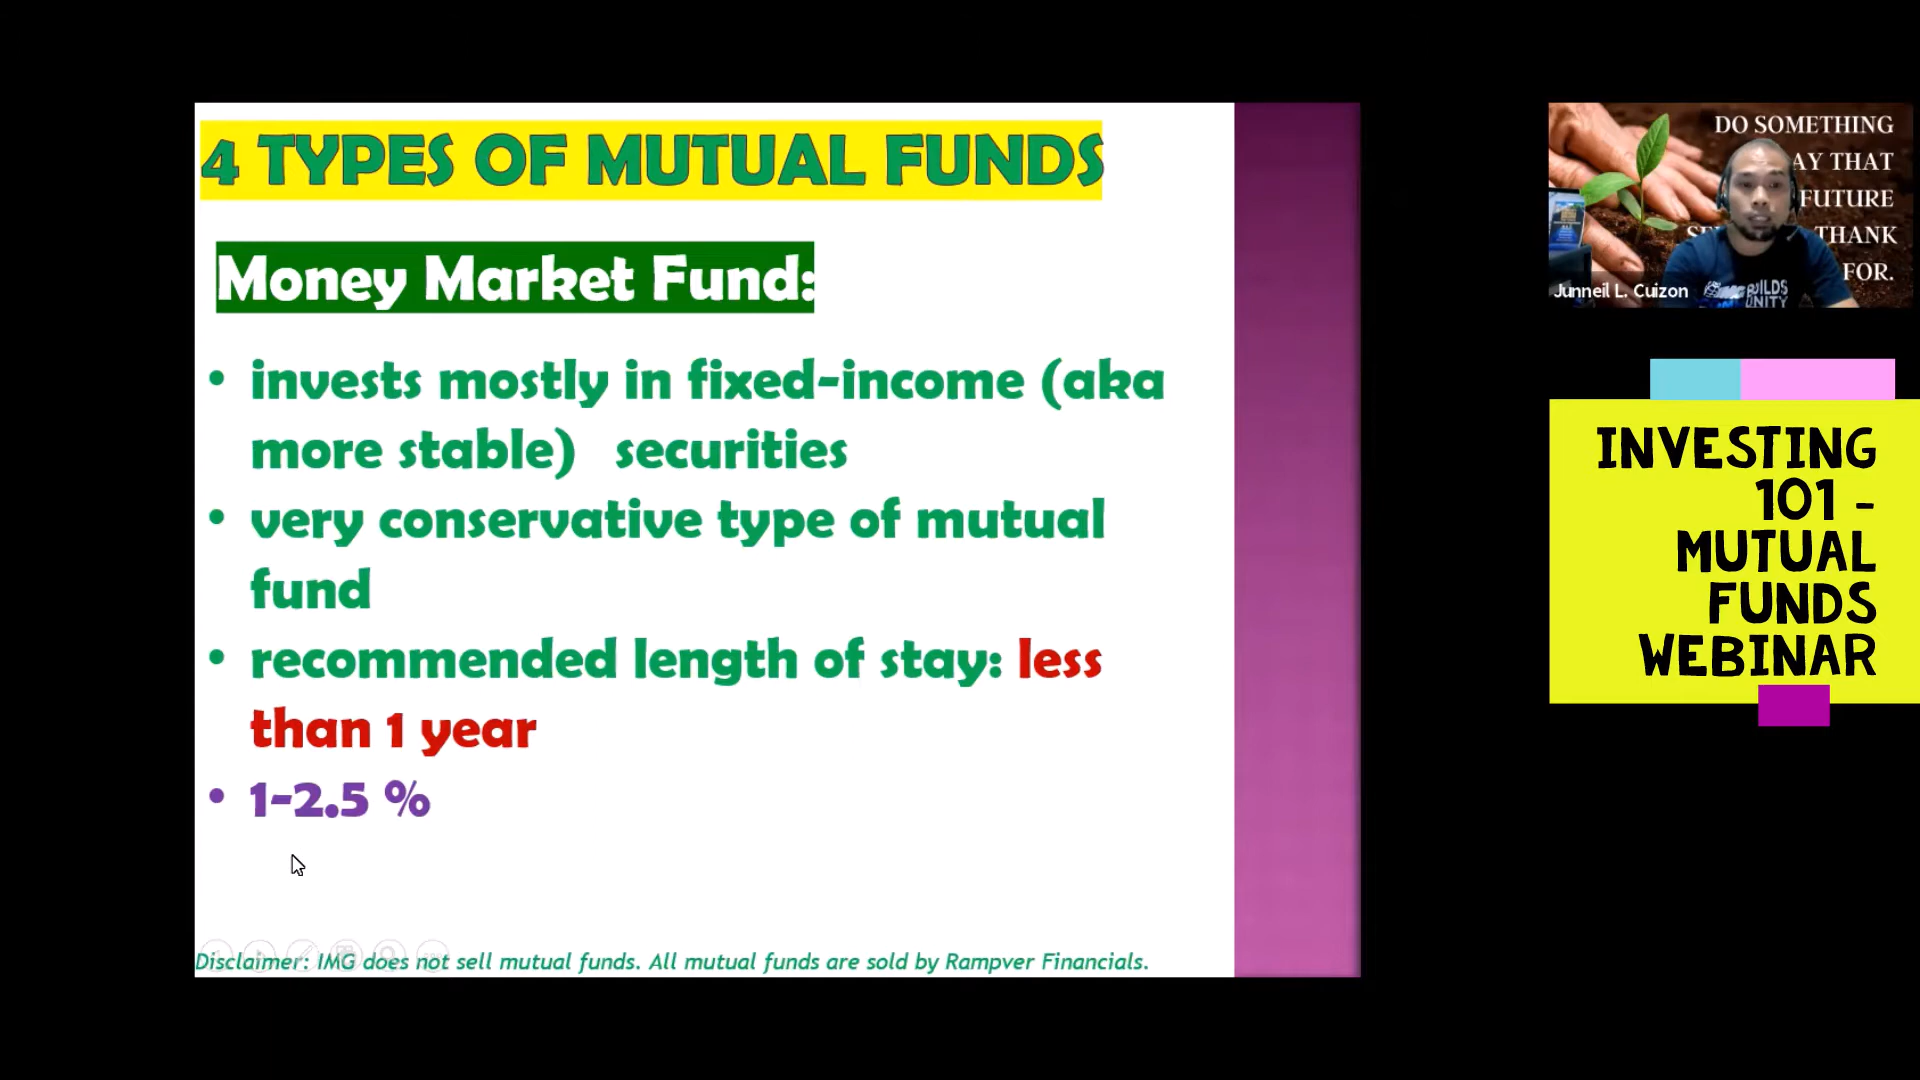 4 TYPES OF MUTUAL FUNDS
Money Market Fund:
• invests mostly in fixed-income (aka
more stable) securities
• very conservative type of mutual
fund
• recommended length of stay: less
than 1 year
• 1-2.5 %
Disclaimer: IMG does not sell mutual funds. All mutual funds are sold by Rampver Financials.
DO SOMETHING
AY THAT
FUTURE
THANK
FOR.
Junneil L. Cuizon
BUILDS
UNITY
INVESTING
101 -
MUTUAL
FUNDS
WEBINAR